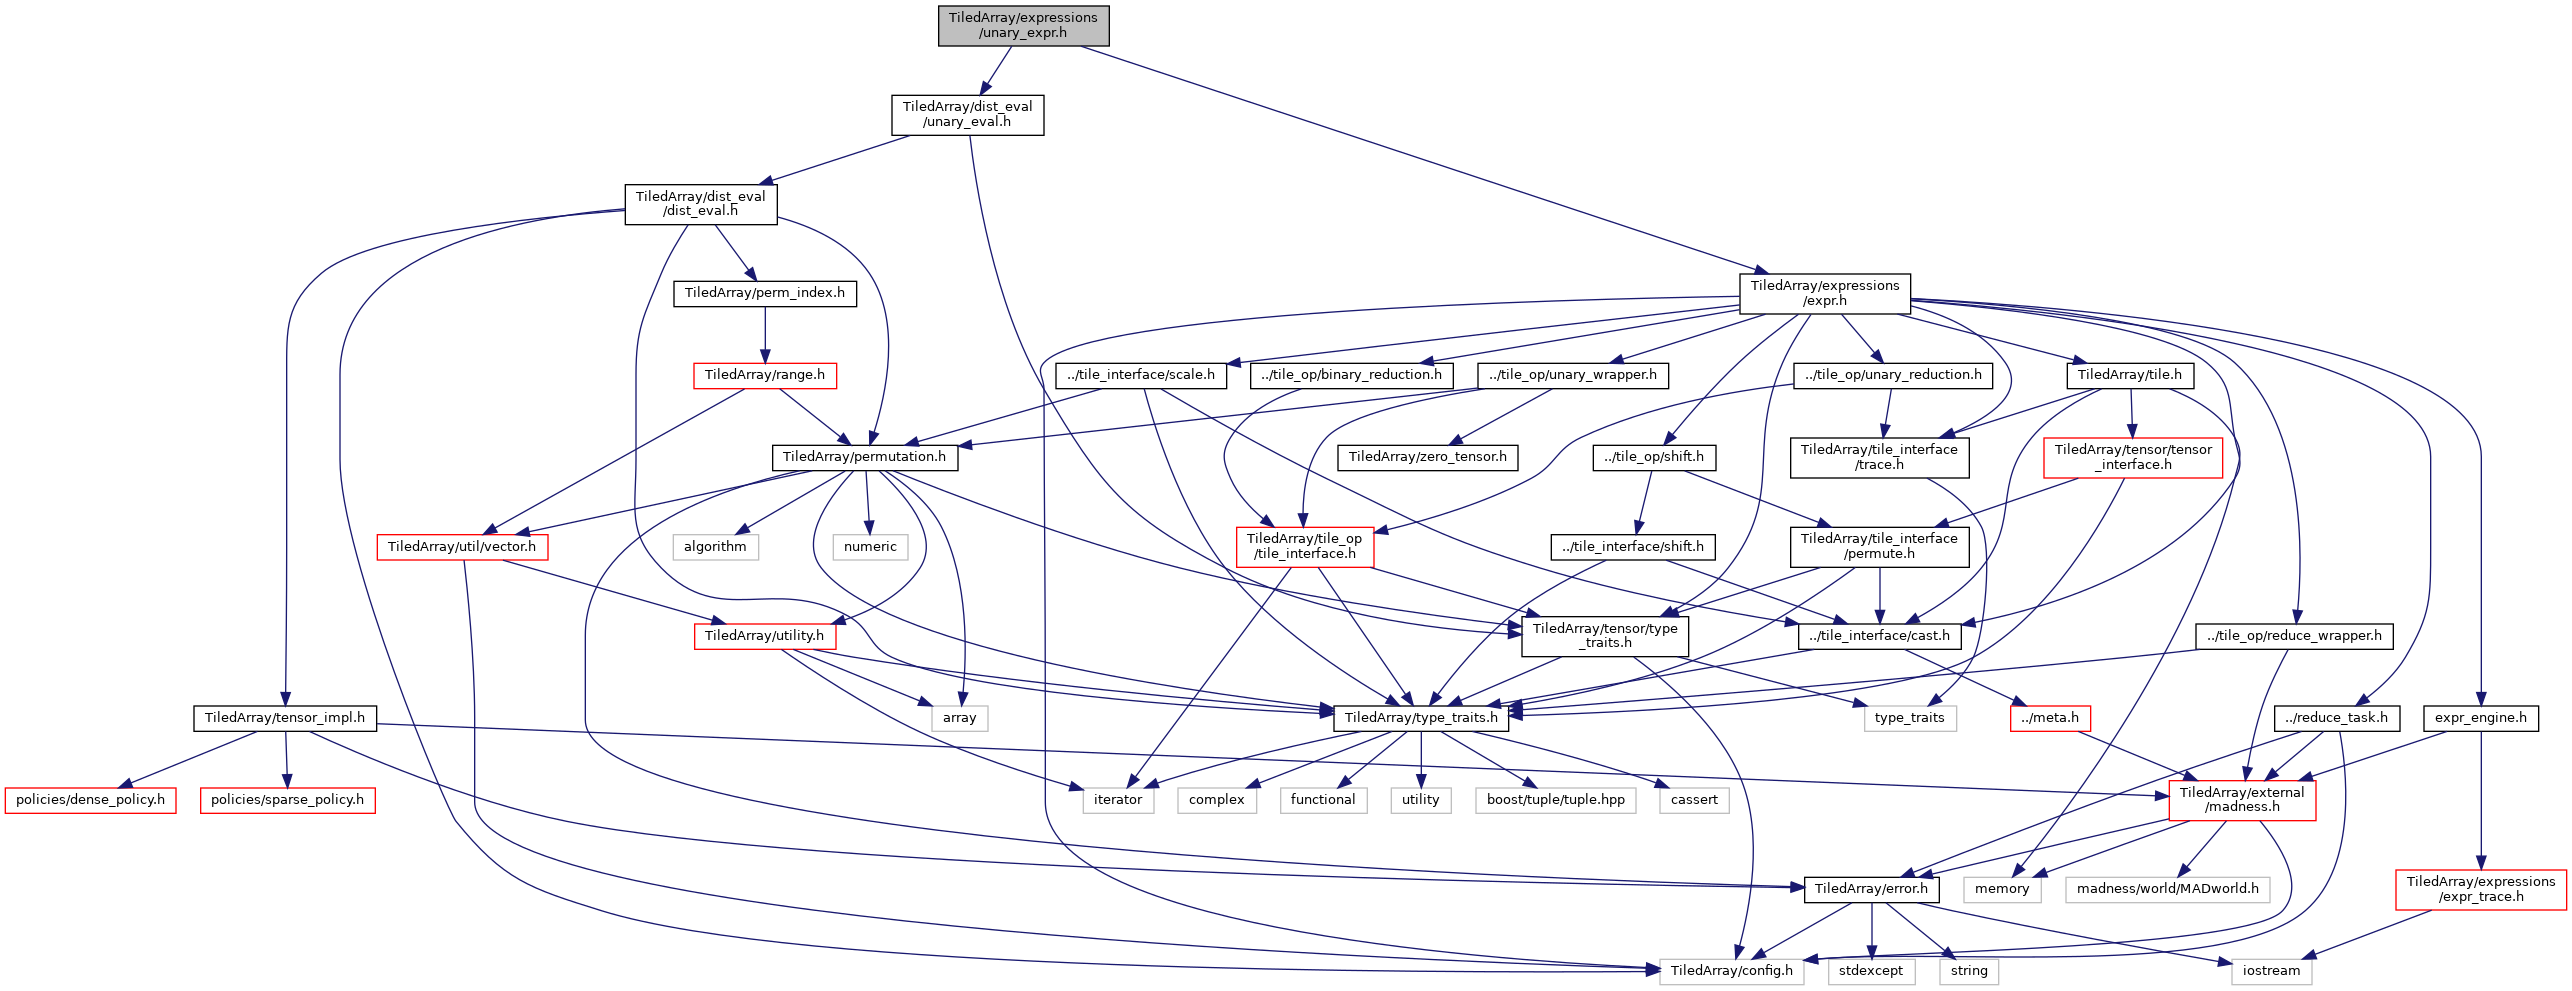 TiledArray/expressions
/unary_expr.h
TiledArray/dist_eval
/unary_eval.h
TiledArray/dist_eval
/dist_eval.h
TiledArray/perm_index.h
TiledArray/expressions
/expr.h
TiledArray/range.h
../tile_interface/scale.h
../tile_op/binary_reduction.h
../tile_op/unary_wrapper.h
../tile_op/unary_reduction.h
TiledArray/tile.h
TiledArray/permutation.h
TiledArray/zero_tensor.h
../tile_op/shift.h
TiledArray/tile_interface
/trace.h
TiledArray/tensor/tensor
_interface.h
TiledArray/util/vector.h
algorithm
numeric
TiledArray/tile_op
/tile_interface.h
../tile_interface/shift.h
TiledArray/tile_interface
/permute.h
TiledArray/utility.h
TiledArray/tensor/type
_traits.h
../tile_interface/cast.h
../tile_op/reduce_wrapper.h
TiledArray/tensor_impl.h
array
TiledArray/type_traits.h
type_traits
../meta.h
../reduce_task.h
expr_engine.h
policies/dense_policy.h
policies/sparse_policy.h
iterator
complex
functional
utility
boost/tuple/tuple.hpp
cassert
TiledArray/external
/madness.h
TiledArray/error.h
memory
madness/world/MADworld.h
TiledArray/expressions
/expr_trace.h
TiledArray/config.h
stdexcept
string
iostream